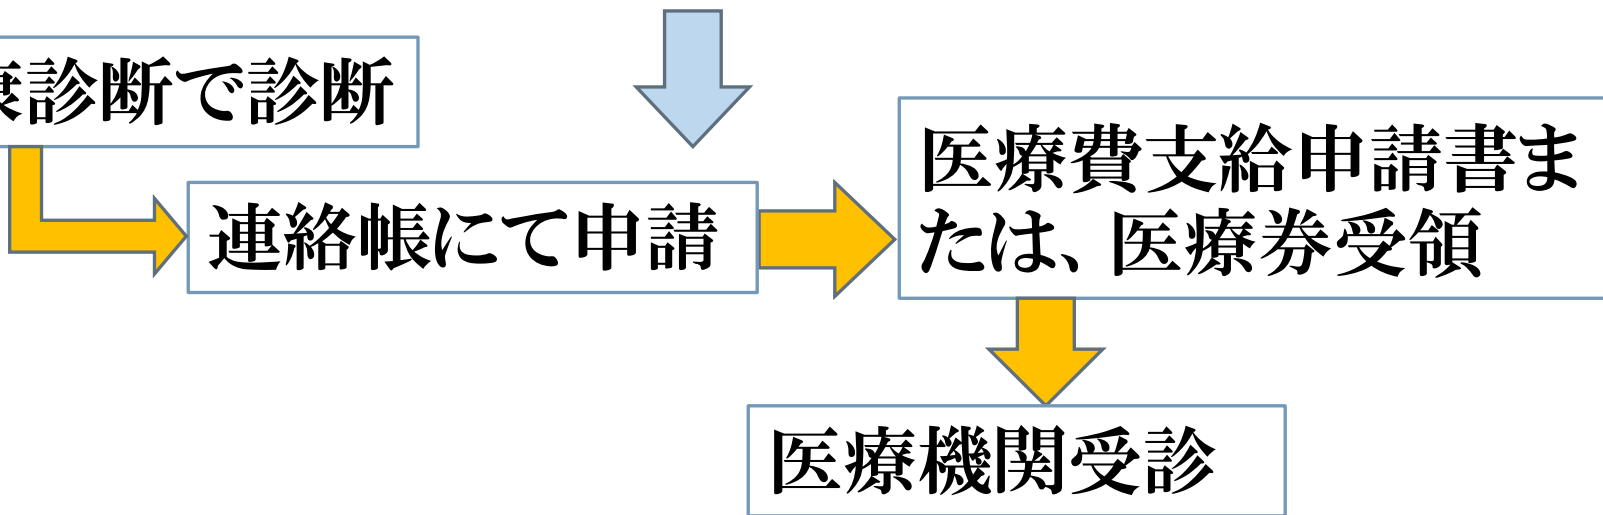 康診断で診断
連絡帳にて申請
医療費支給申請書ま
たは、医療券受領
医療機関受診